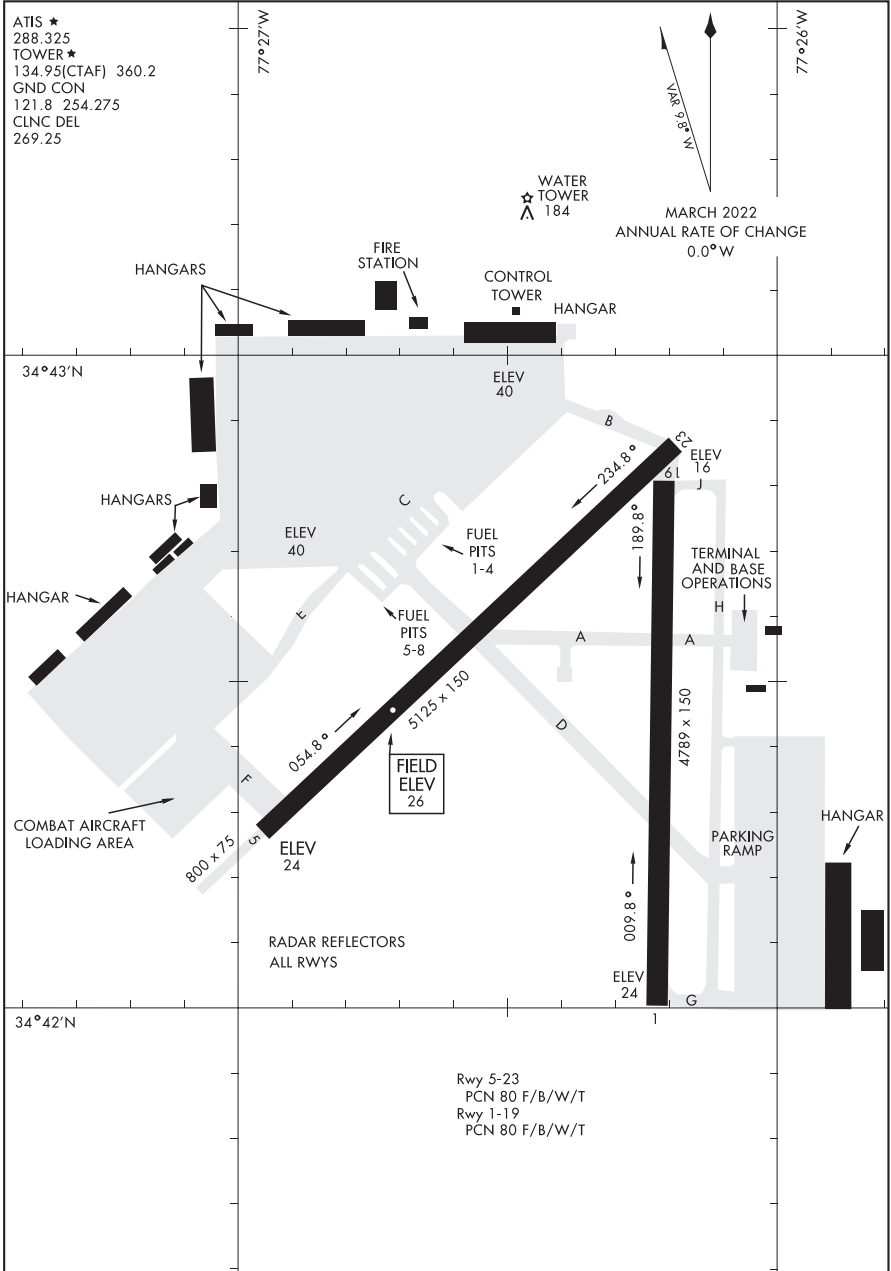 ATIS ★
288.325
TOWER ★
134.95(CTAF) 360.2
GND CON
121.8 254.275
CLNC DEL
269.25
77°27'W
77°26'W
VAR 9.8° W
MARCH 2022
ANNUAL RATE OF CHANGE
0.0° W
WATER
TOWER
184
HANGARS
FIRE
STATION
CONTROL
TOWER
HANGAR
34°43'N
ELEV
40
B
23
ELEV
16
19
J
234.8°
189.8°
HANGARS
C
ELEV
40
FUEL
PITS
1-4
TERMINAL
AND BASE
OPERATIONS
HANGAR
E
FUEL
PITS
5-8
H
A
A
5125 x 150
4789 x 150
D
054.8°
FIELD
ELEV
26
F
COMBAT AIRCRAFT
LOADING AREA
800 x 75
5
ELEV
24
PARKING
RAMP
HANGAR
009.8°
RADAR REFLECTORS
ALL RWYS
ELEV
24
G
34°42'N
1
Rwy 5-23
PCN 80 F/B/W/T
Rwy 1-19
PCN 80 F/B/W/T